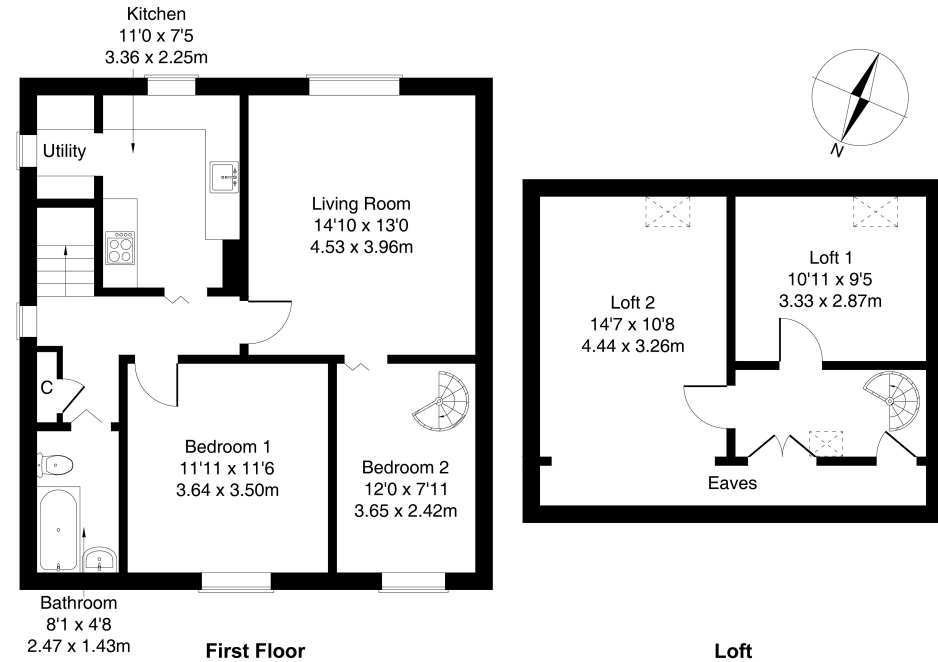 Kitchen
11'0 x 7'5
3.36 x 2.25m
Utility
Living Room
14'10 x 13'0
4.53 x 3.96m
C
Bedroom 1
11'11 x 11'6
3.64 x 3.50m
Bedroom 2
12'0 x 7'11
3.65 x 2.42m
Bathroom
8'1 x 4'8
2.47 x 1.43m
First Floor
N
Loft 1
10'11 x 9'5
3.33 x 2.87m
Loft 2
14'7 x 10'8
4.44 x 3.26m
Eaves
Loft